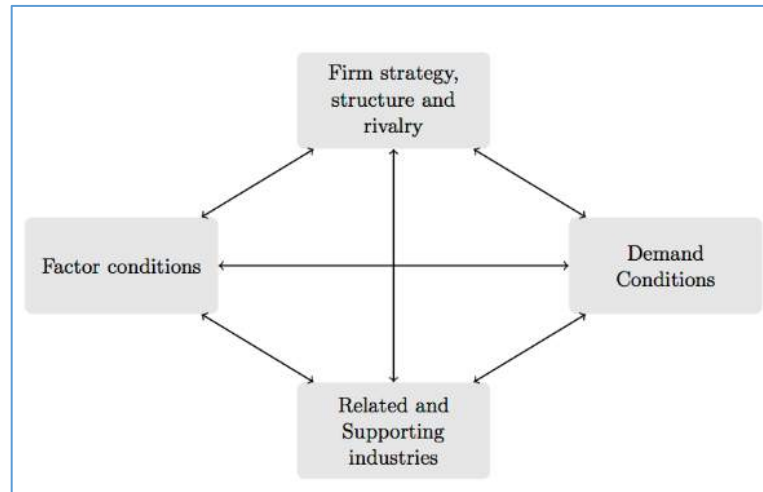 Firm strategy,
structure and
rivalry
Factor conditions
Demand
Conditions
Related and
Supporting
industries